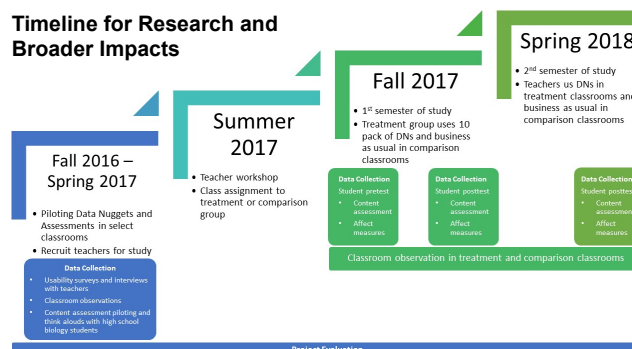 Timeline for Research and
Broader Impacts
Fall 2016 –
Spring 2017
• Piloting Data Nuggets and
Assessments in select
classrooms
• Recruit teachers for study
Data Collection
• Usability surveys and interviews
with teachers
• Classroom observations
• Content assessment piloting and
think alouds with high school
biology students
Summer
2017
• Teacher workshop
• Class assignment to
treatment or comparison
group
Fall 2017
• 1st semester of study
• Treatment group uses 10
pack of DNs and business
as usual in comparison
classrooms
Data Collection
Student pretest
• Content
assessment
• Affect
measures
Data Collection
Student posttest
• Content
assessment
• Affect
measures
Spring 2018
• 2nd semester of study
• Teachers us DNs in
treatment classrooms and
business as usual in
comparison classrooms
Data Collection
Student posttest
• Content
assessment
• Affect
measures
Classroom observation in treatment and comparison classrooms
Project Evaluation